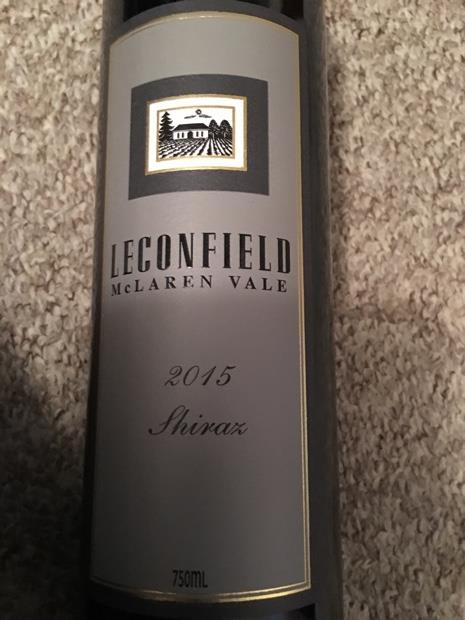 LECONFIELD
McLAREN VALE
2015
Shiraz
750ML